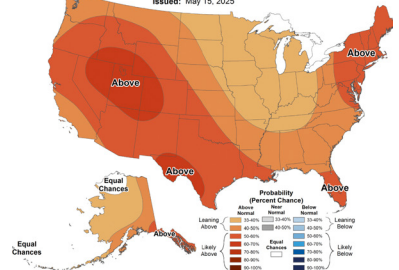 Issued: May 15, 2025
Above
Above
Above
Above
Equal
Chances
Above
Equal
Chances
Probability
(Percent Chance)
Above Normal
Near Normal
Below Normal
Leaning Above
33-40%
40-50%
33-40%
40-50%
33-40%
40-50%
Leaning Below
Likely Above
50-60%
60-70%
70-80%
80-90%
90-100%
Equal Chances
50-60%
60-70%
70-80%
80-90%
90-100%
Likely Below